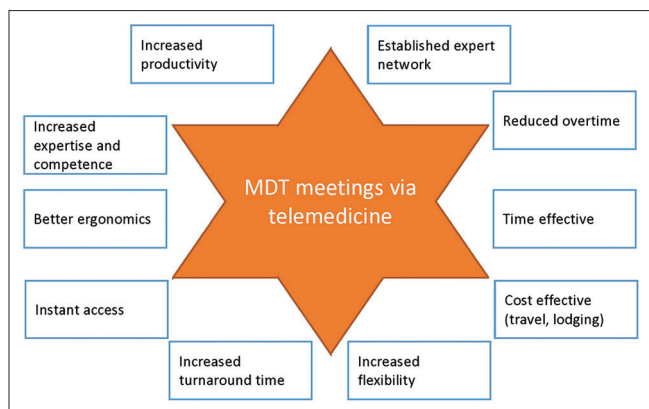 Increased
productivity
Established expert
network
Increased
expertise and
competence
Reduced overtime
MDT meetings via
telemedicine
Better ergonomics
Time effective
Instant access
Cost effective
(travel, lodging)
Increased
turnaround time
Increased
flexibility